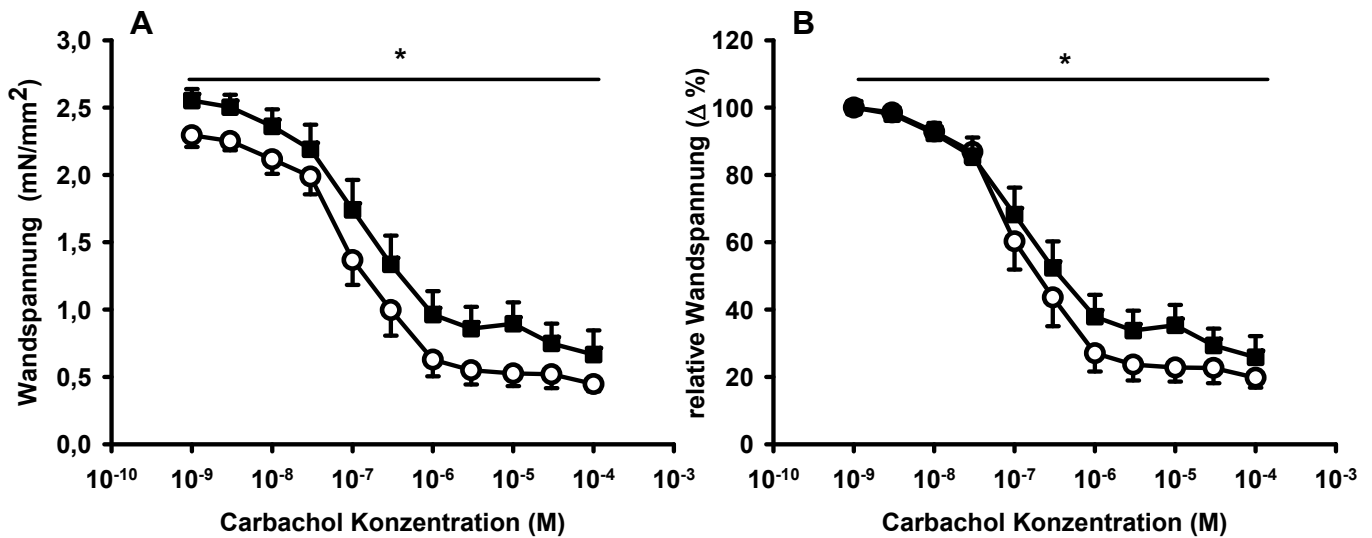 A
*
Wandspannung (mN/mm²)
3,0
2,5
2,0
1,5
1,0
0,5
0,0
10⁻¹⁰ 10⁻⁹ 10⁻⁸ 10⁻⁷ 10⁻⁶ 10⁻⁵ 10⁻⁴ 10⁻³
Carbachol Konzentration (M)
B
*
relative Wandspannung (Δ %)
120
100
80
60
40
20
0
10⁻¹⁰ 10⁻⁹ 10⁻⁸ 10⁻⁷ 10⁻⁶ 10⁻⁵ 10⁻⁴ 10⁻³
Carbachol Konzentration (M)